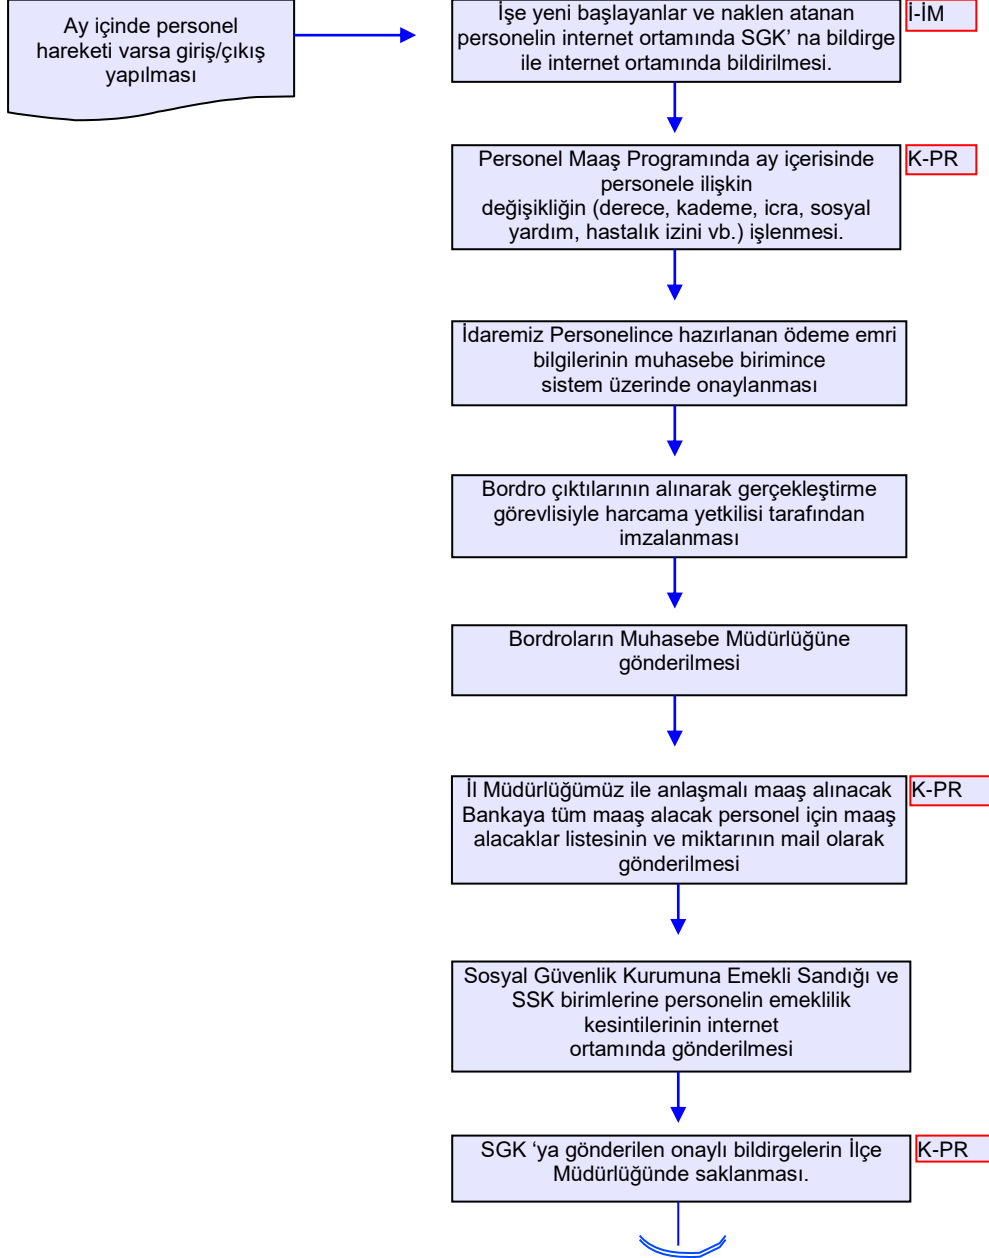 Ay içinde personel
hareketi varsa giriş/çıkış
yapılması
İşe yeni başlayanlar ve naklen atanan
personelin internet ortamında SGK’ na bildirge
ile internet ortamında bildirilmesi.
İ-İM
Personel Maaş Programında ay içerisinde
personele ilişkin
değişikliğin (derece, kademe, icra, sosyal
yardım, hastalık izini vb.) işlenmesi.
K-PR
İdaremiz Personelince hazırlanan ödeme emri
bilgilerinin muhasebe birimince
sistem üzerinde onaylanması
Bordro çıktılarının alınarak gerçekleştirme
görevlisiyle harcama yetkilisi tarafından
imzalanması
Bordroların Muhasebe Müdürlüğüne
gönderilmesi
İl Müdürlüğümüz ile anlaşmalı maaş alınacak
Bankaya tüm maaş alacak personel için maaş
alacaklar listesinin ve miktarının mail olarak
gönderilmesi
K-PR
Sosyal Güvenlik Kurumuna Emekli Sandığı ve
SSK birimlerine personelin emeklilik
kesintilerinin internet
ortamında gönderilmesi
SGK ‘ya gönderilen onaylı bildirgelerin İlçe
Müdürlüğünde saklanması.
K-PR